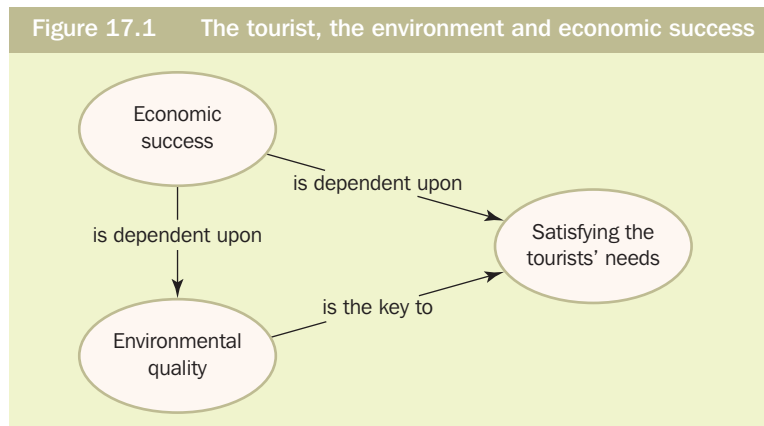 Figure 17.1 The tourist, the environment and economic success
Economic
success
is dependent upon
is dependent upon
Satisfying the
tourists' needs
is the key to
Environmental
quality